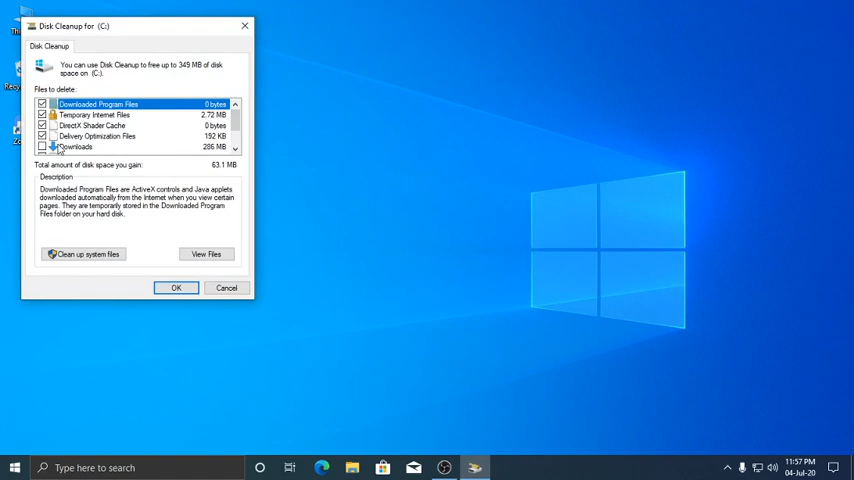 Disk Cleanup for (C:)
Disk Cleanup
You can use Disk Cleanup to free up to 349 MB of disk
space on (C:).
Files to delete:
Downloaded Program Files 0 bytes
Temporary Internet Files 2.72 MB
DirectX Shader Cache 0 bytes
Delivery Optimization Files 192 KB
Downloads 286 MB
Total amount of disk space you gain: 63.1 MB
Description
Downloaded Program Files are ActiveX controls and Java applets
downloaded automatically from the Internet when you view certain
pages. They are temporarily stored in the Downloaded Program
Files folder on your hard disk.
Clean up system files View Files
OK Cancel
Type here to search
11:57 PM
04-Jul-20